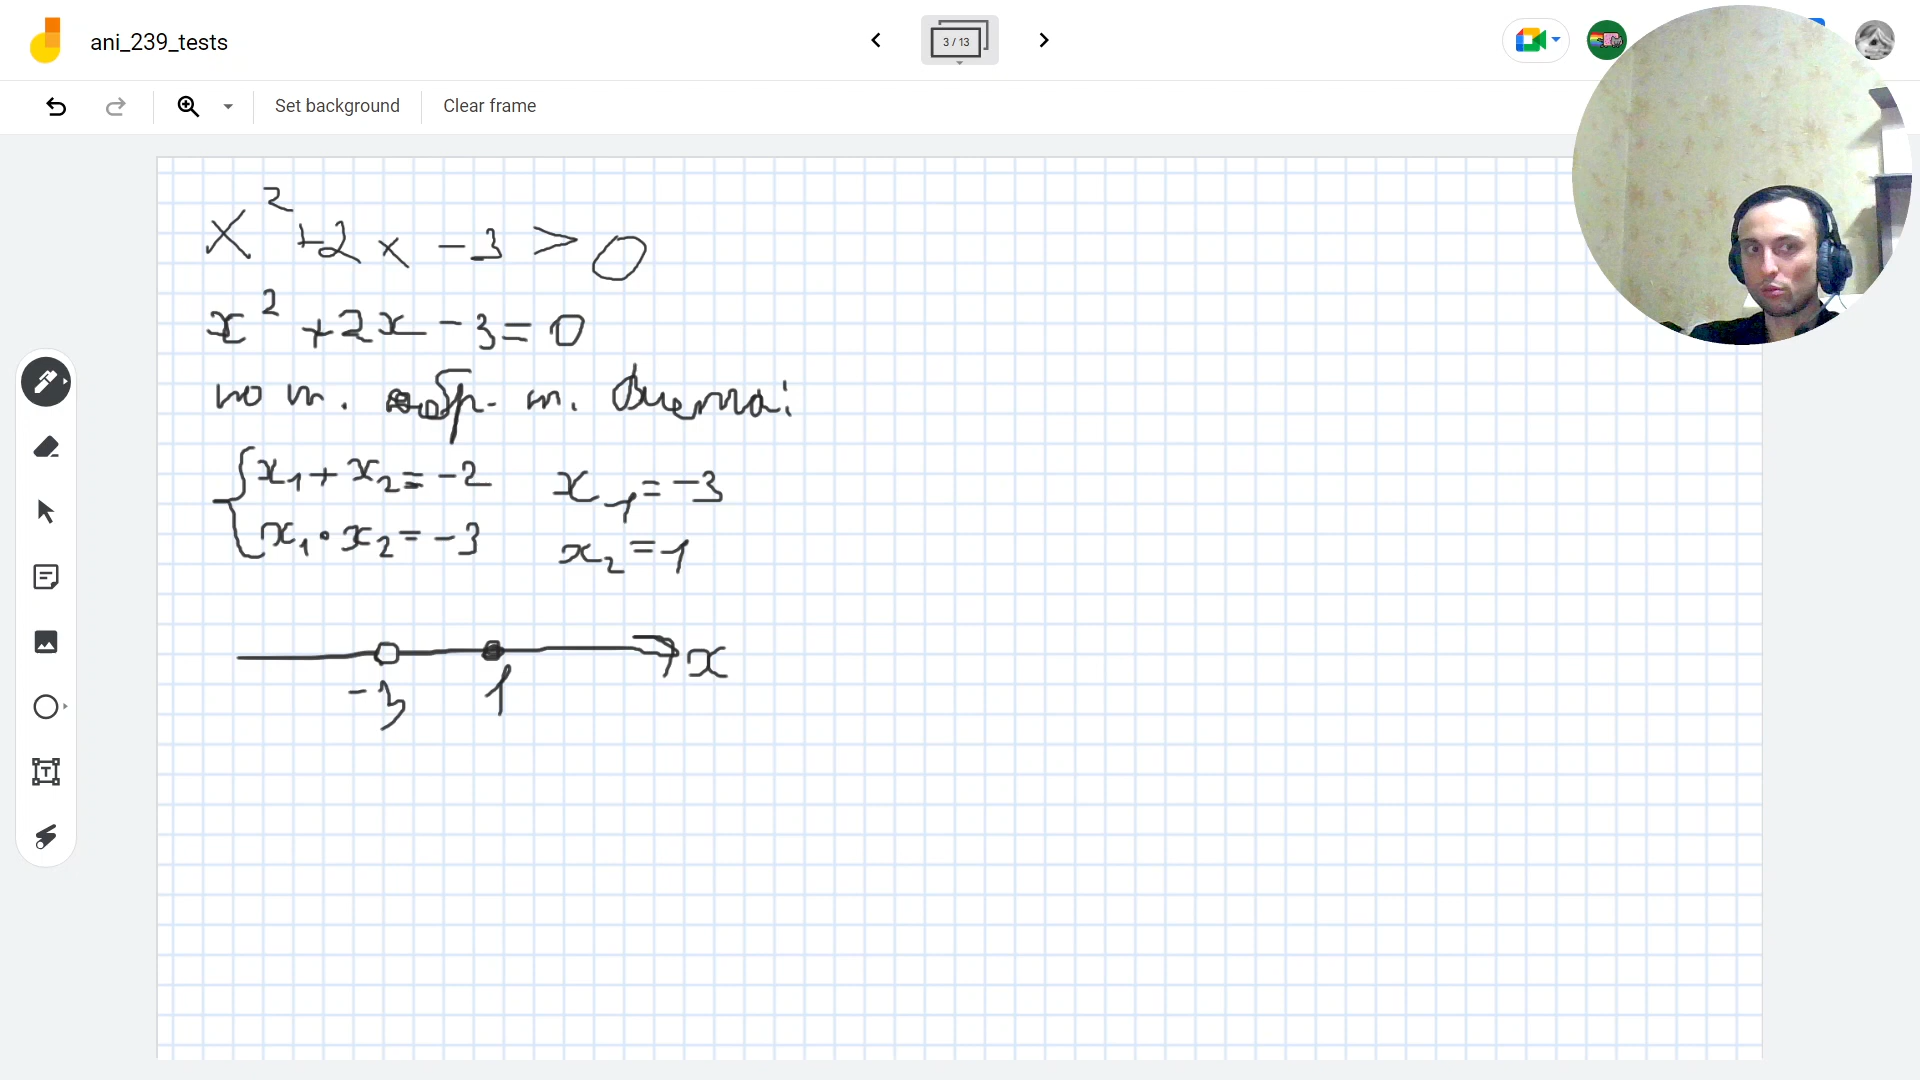 ani_239_tests
3 / 13
Set background
Clear frame
x² + 2x - 3 > 0
x² + 2x - 3 = 0
по т. обр. т. Виета:
{ x₁ + x₂ = -2
x₁ = -3
x₁ • x₂ = -3
x₂ = 1
-3
1
x